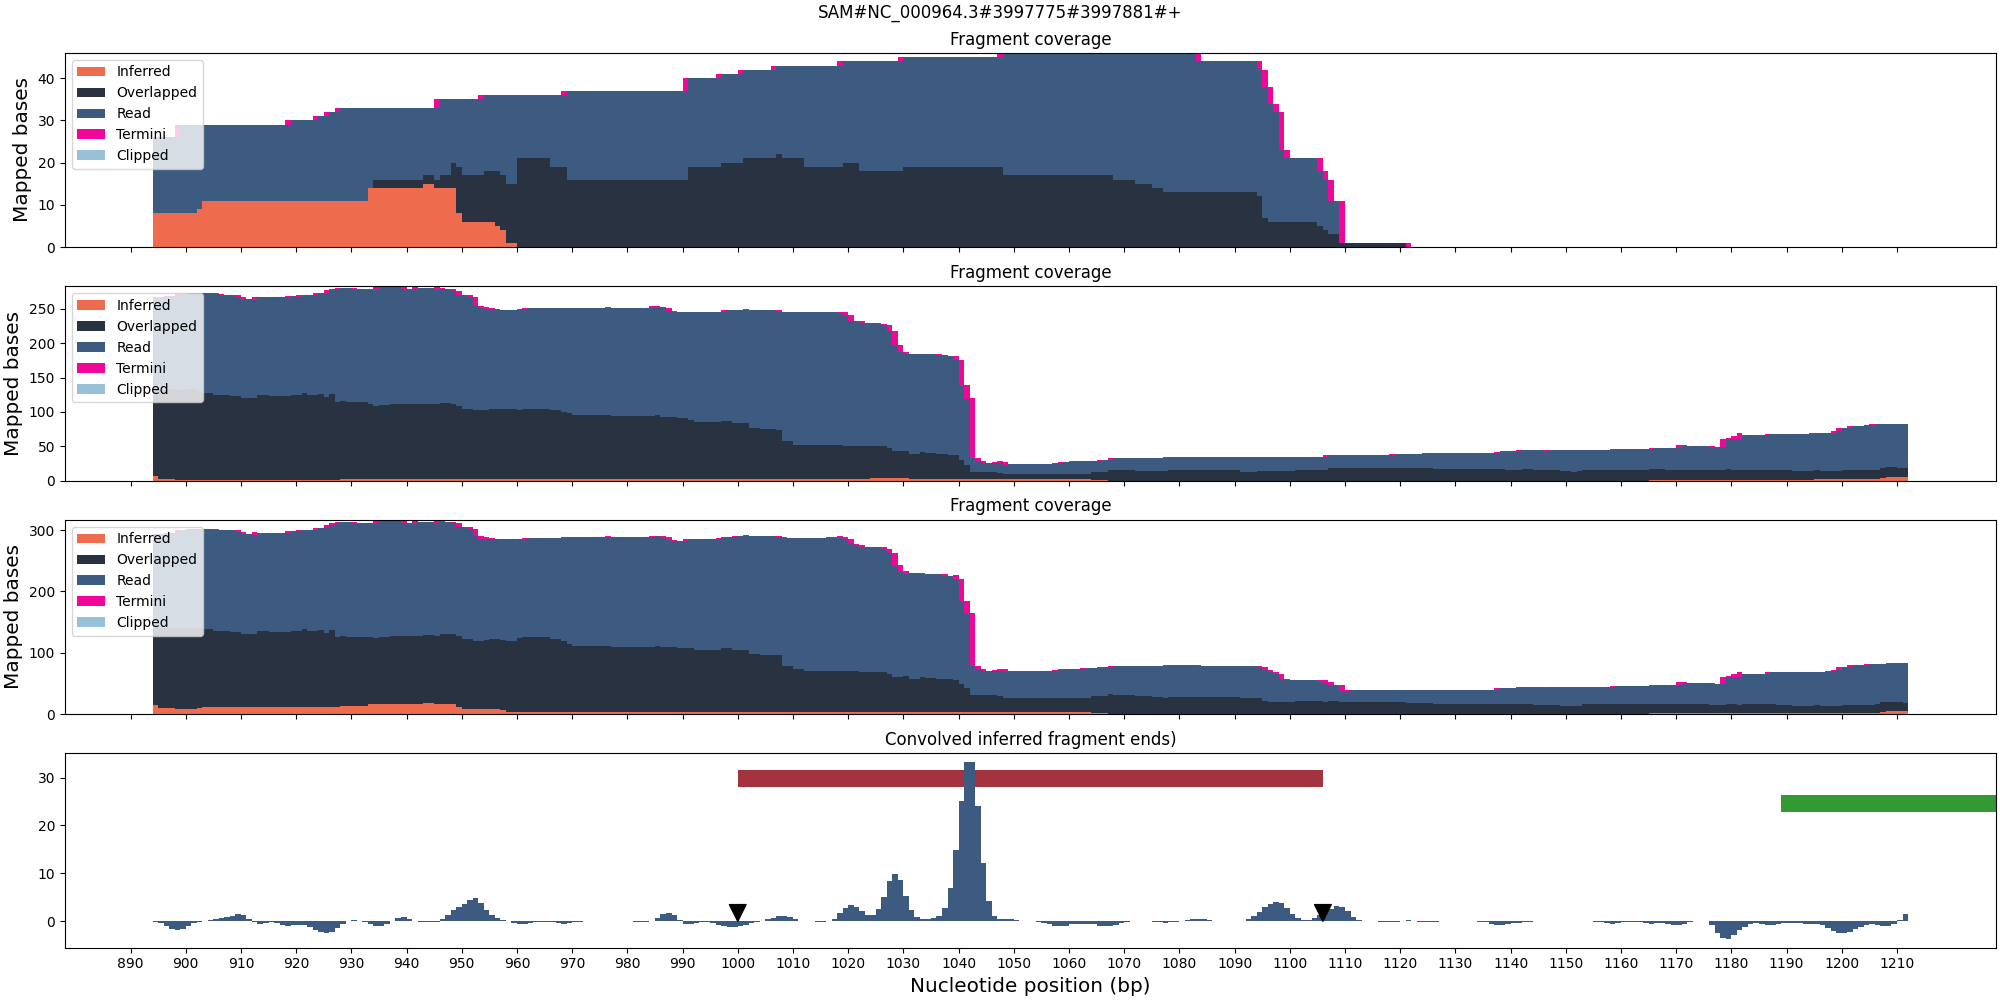 SAM#NC_000964.3#3997775#3997881#+
Fragment coverage
Mapped bases
40
30
20
10
0
Inferred
Overlapped
Read
Termini
Clipped
Fragment coverage
Mapped bases
250
200
150
100
50
0
Inferred
Overlapped
Read
Termini
Clipped
Fragment coverage
Mapped bases
300
200
100
0
Inferred
Overlapped
Read
Termini
Clipped
Convolved inferred fragment ends)
30
20
10
0
890 900 910 920 930 940 950 960 970 980 990 1000 1010 1020 1030 1040 1050 1060 1070 1080 1090 1100 1110 1120 1130 1140 1150 1160 1170 1180 1190 1200 1210
Nucleotide position (bp)